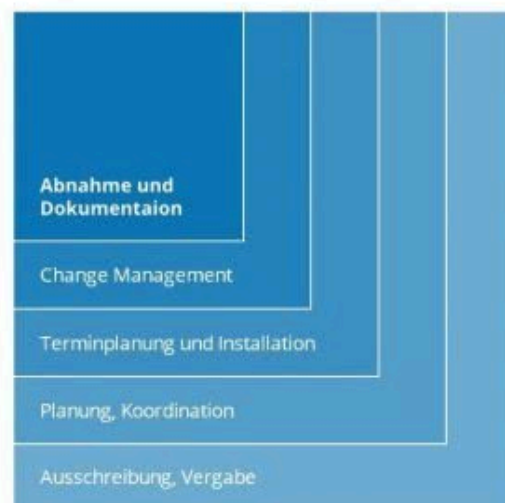 Abnahme und
Dokumentaion
Change Management
Terminplanung und Installation
Planung, Koordination
Ausschreibung, Vergabe